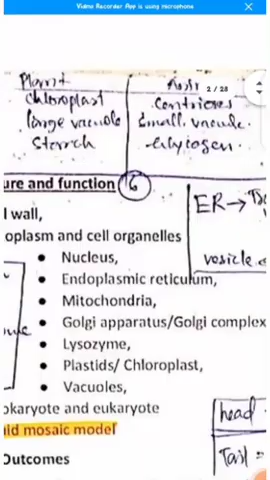 Video Recorder App is using microphone
2 / 28
Plant
chloroplast
Centrioles
large vacuole
Small vacuole.
Starch
Glycogen.
ure and function
6
l wall,
oplasm and cell organelles
ER→
• Nucleus,
vesicle
• Endoplasmic reticulum,
• Mitochondria,
• Golgi apparatus/Golgi complex
• Lysozyme,
• Plastids/ Chloroplast,
• Vacuoles,
okaryote and eukaryote
head
uid mosaic model
Outcomes
Tail =